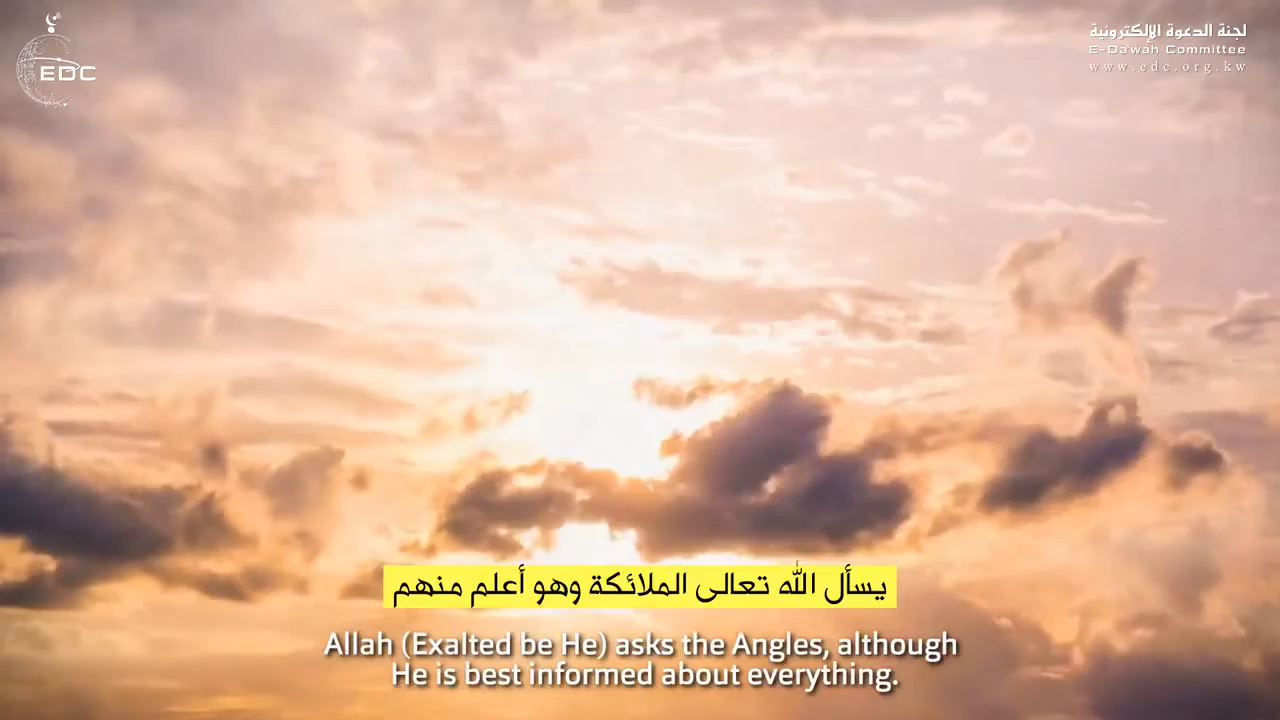 EDC
لجنة الدعوة الإلكترونية
E-Da'wah Committee
www.edc.org.kw
يسأل الله تعالى الملائكة وهو أعلم منهم
Allah (Exalted be He) asks the Angles, although
He is best informed about everything.